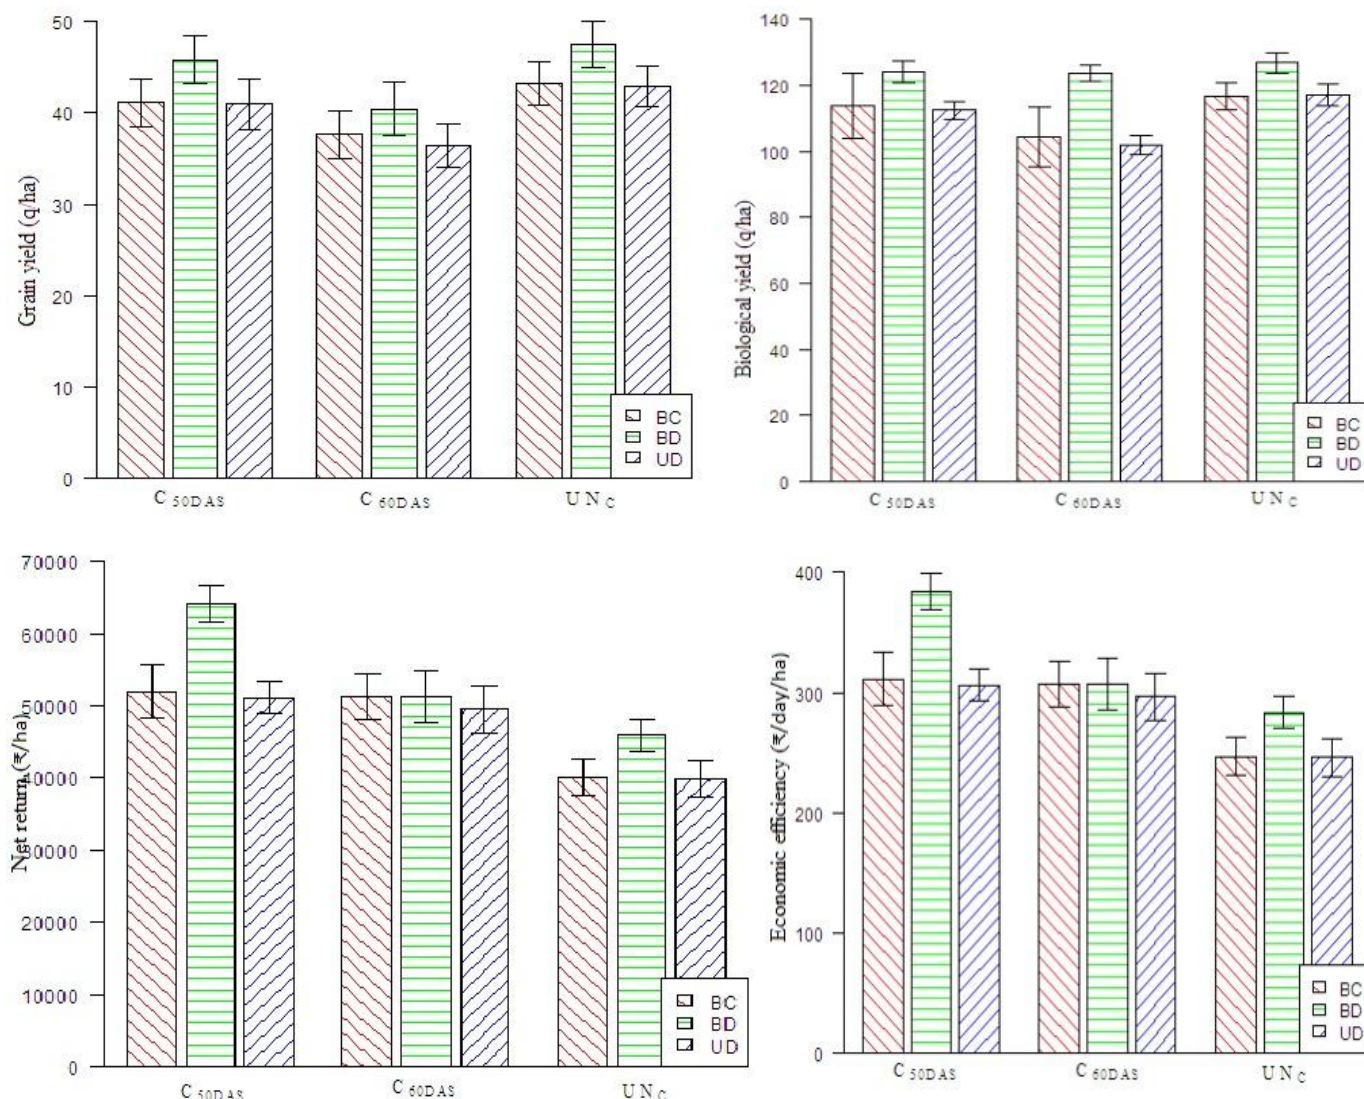 50
40
30
20
10
0
Grain yield (q/ha)
C 50DAS
C 60DAS
U N C
BC
BD
UD
140
120
100
80
60
40
20
0
Biological yield (q/ha)
C 50DAS
C 60DAS
U N C
BC
BD
UD
70000
60000
50000
40000
30000
20000
10000
0
Net return (₹/ha)
C 50DAS
C 60DAS
U N C
BC
BD
UD
400
300
200
100
0
Economic efficiency (₹/day/ha)
C 50DAS
C 60DAS
U N C
BC
BD
UD